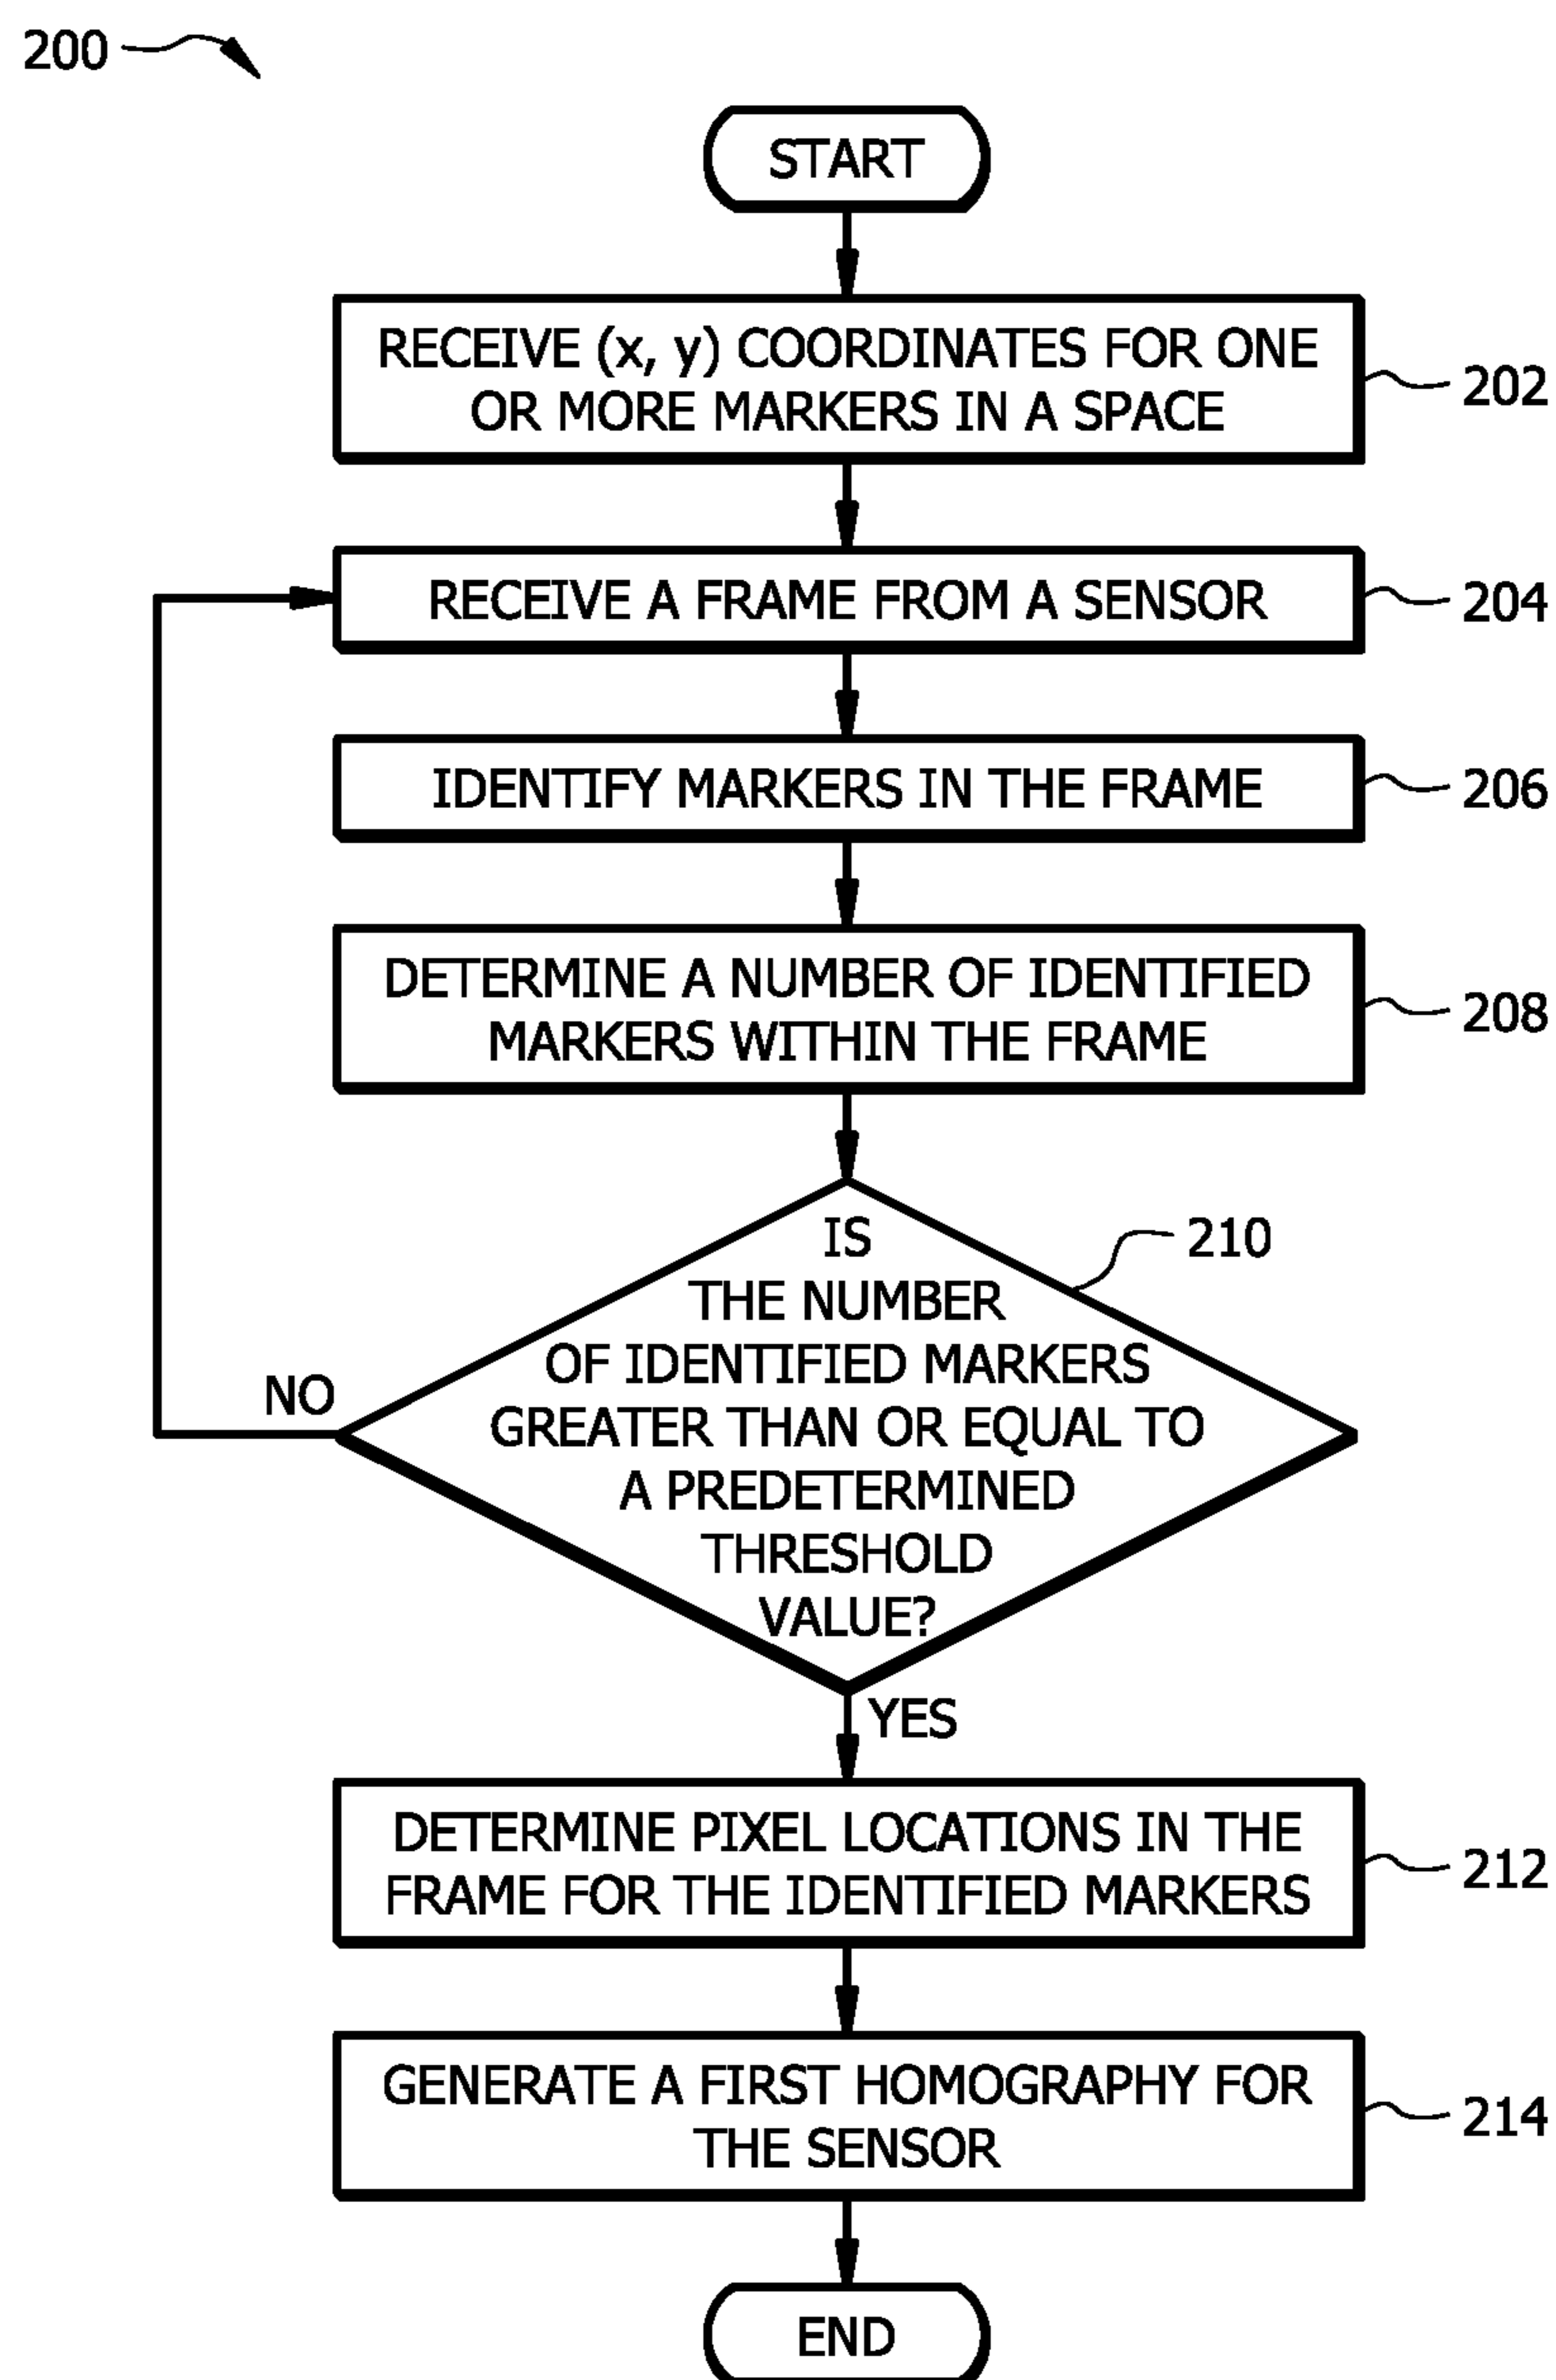 200
START
RECEIVE (x, y) COORDINATES FOR ONE
OR MORE MARKERS IN A SPACE
202
RECEIVE A FRAME FROM A SENSOR
204
IDENTIFY MARKERS IN THE FRAME
206
DETERMINE A NUMBER OF IDENTIFIED
MARKERS WITHIN THE FRAME
208
IS
THE NUMBER
OF IDENTIFIED MARKERS
GREATER THAN OR EQUAL TO
A PREDETERMINED
THRESHOLD
VALUE?
210
NO
YES
DETERMINE PIXEL LOCATIONS IN THE
FRAME FOR THE IDENTIFIED MARKERS
212
GENERATE A FIRST HOMOGRAPHY FOR
THE SENSOR
214
END